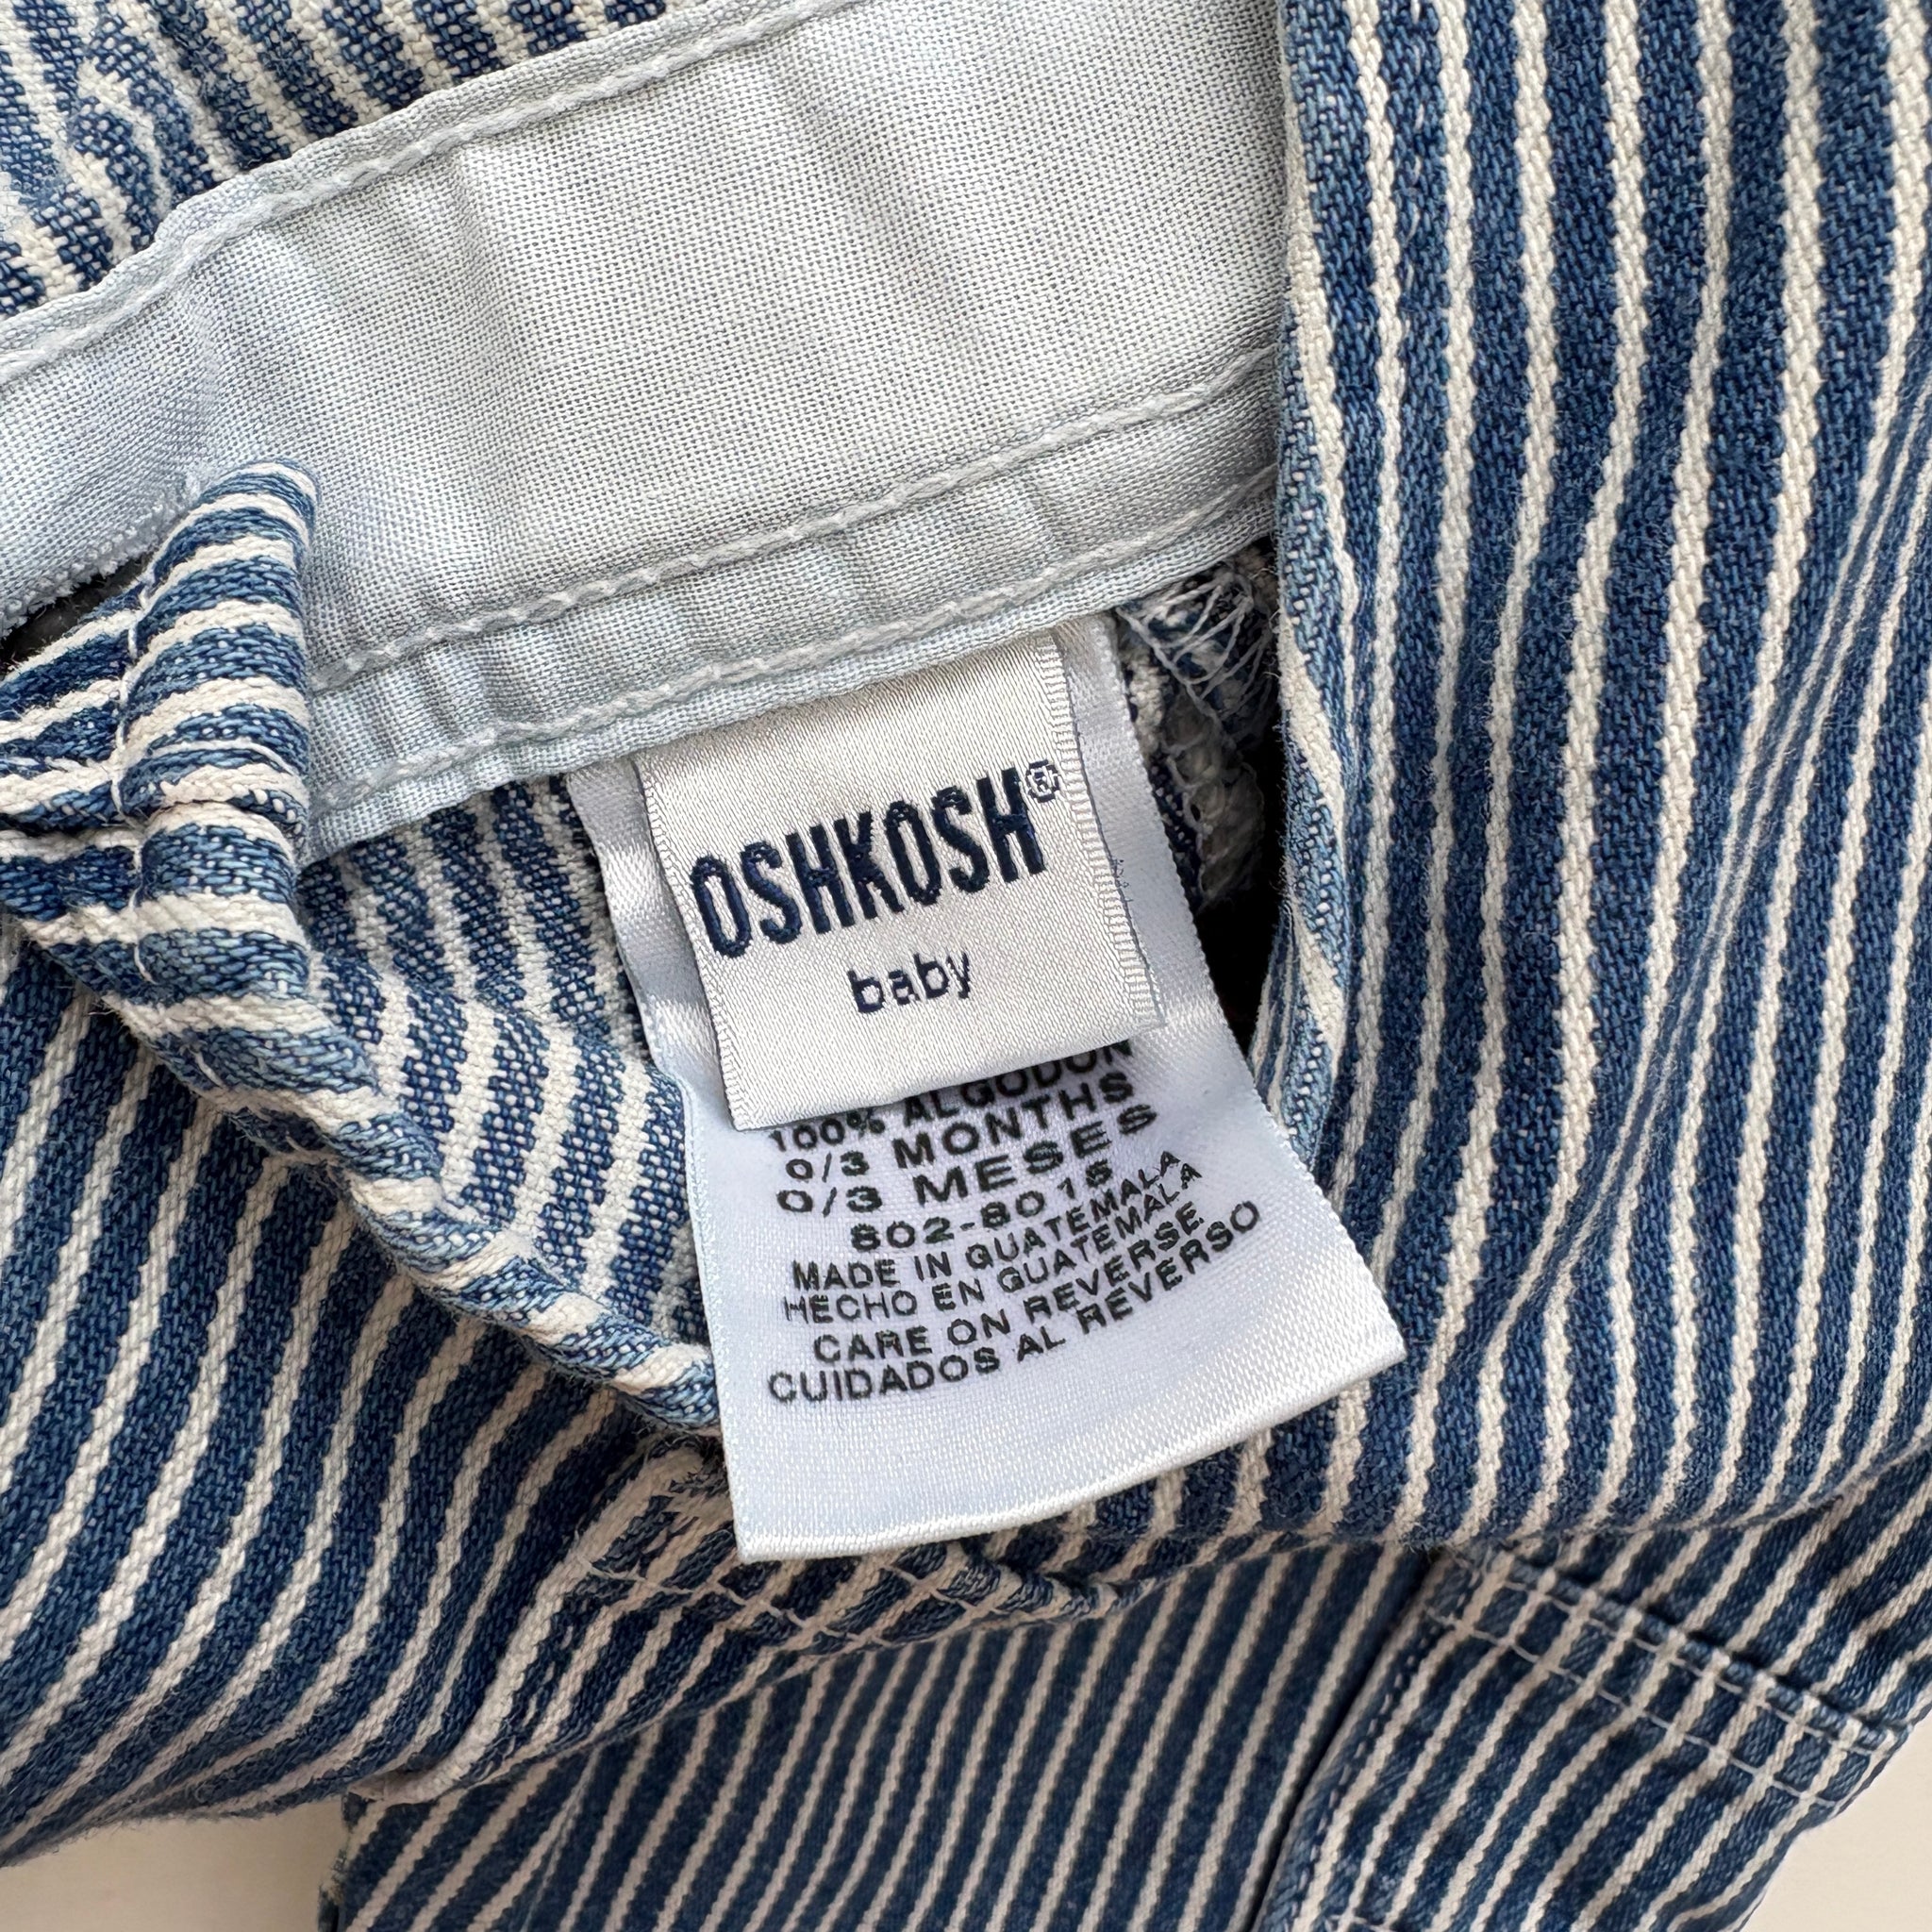 OSHKOSH®
baby
100% ALGODON
0/3 MONTHS
0/3 MESES
802-8015
MADE IN GUATEMALA
HECHO EN GUATEMALA
CARE ON REVERSE.
CUIDADOS AL REVERSO